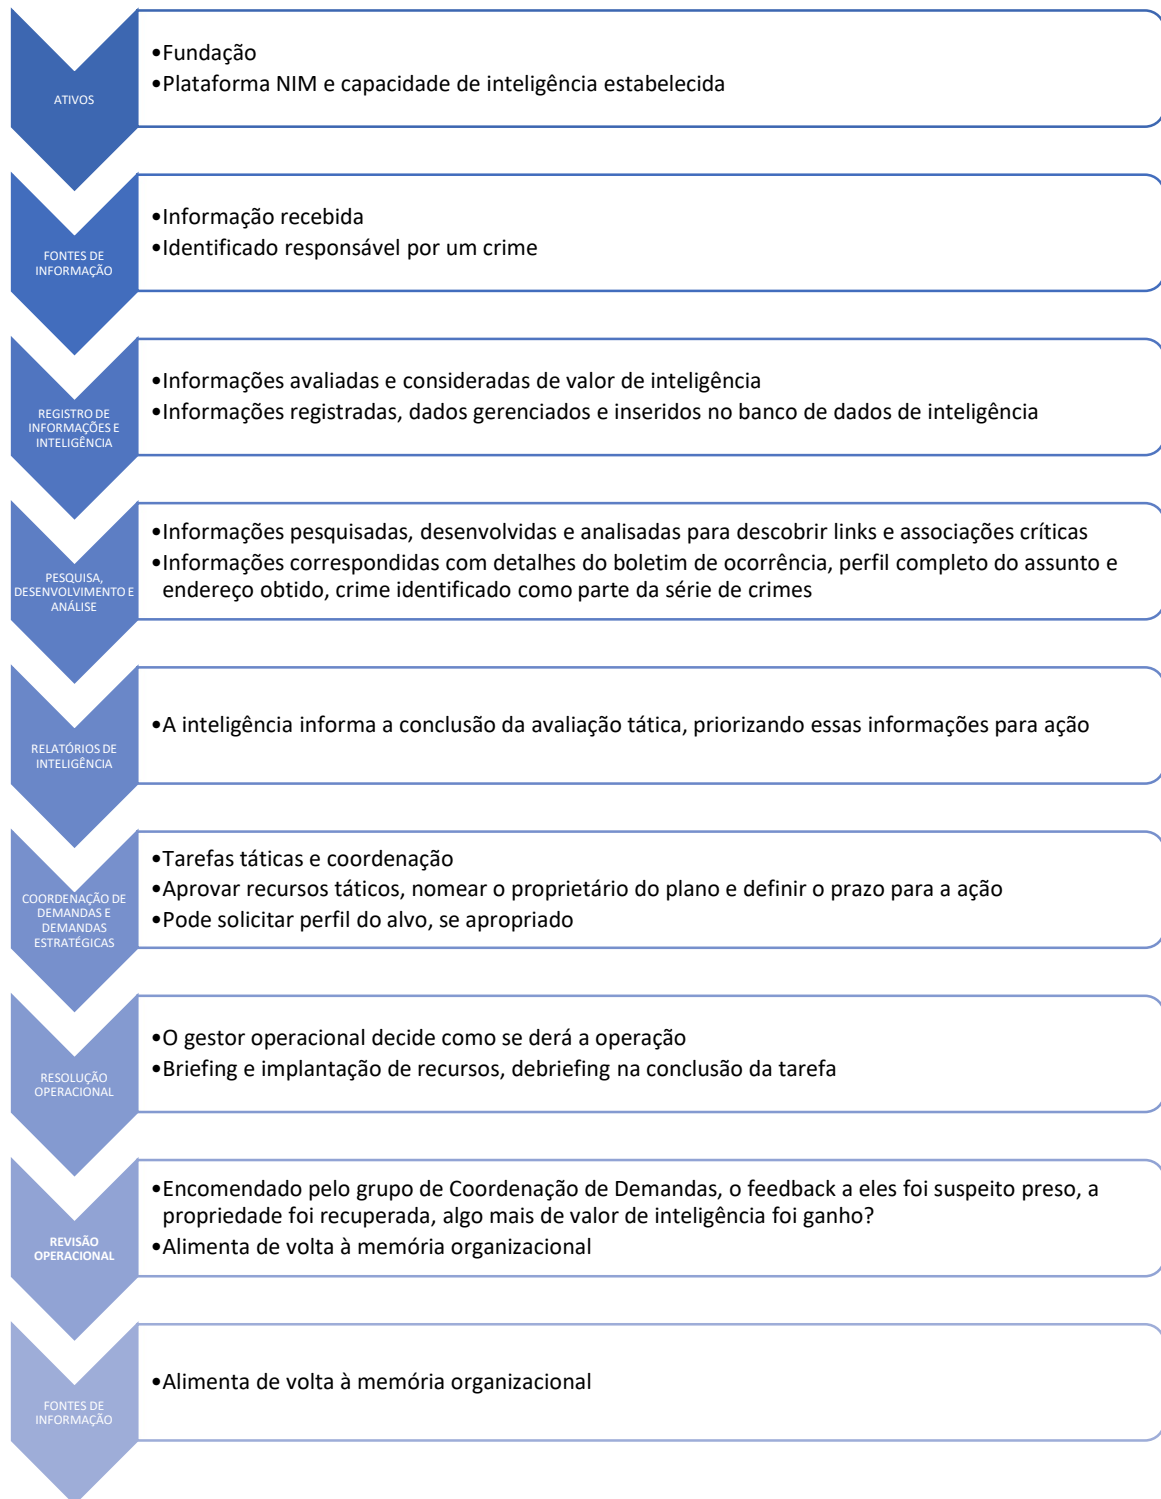 ATIVOS
•Fundação
•Plataforma NIM e capacidade de inteligência estabelecida
FONTES DE
INFORMAÇÃO
•Informação recebida
•Identificado responsável por um crime
REGISTRO DE
INFORMAÇÕES E
INTELIGÊNCIA
•Informações avaliadas e consideradas de valor de inteligência
•Informações registradas, dados gerenciados e inseridos no banco de dados de inteligência
PESQUISA,
DESENVOLVIMENTO E
ANÁLISE
•Informações pesquisadas, desenvolvidas e analisadas para descobrir links e associações críticas
•Informações correspondidas com detalhes do boletim de ocorrência, perfil completo do assunto e
endereço obtido, crime identificado como parte da série de crimes
RELATÓRIOS DE
INTELIGÊNCIA
•A inteligência informa a conclusão da avaliação tática, priorizando essas informações para ação
COORDENAÇÃO DE
DEMANDAS E
DEMANDAS
ESTRATÉGICAS
•Tarefas táticas e coordenação
•Aprovar recursos táticos, nomear o proprietário do plano e definir o prazo para a ação
•Pode solicitar perfil do alvo, se apropriado
RESOLUÇÃO
OPERACIONAL
•O gestor operacional decide como se derá a operação
•Briefing e implantação de recursos, debriefing na conclusão da tarefa
REVISÃO
OPERACIONAL
•Encomendado pelo grupo de Coordenação de Demandas, o feedback a eles foi suspeito preso, a
propriedade foi recuperada, algo mais de valor de inteligência foi ganho?
•Alimenta de volta à memória organizacional
FONTES DE
INFORMAÇÃO
•Alimenta de volta à memória organizacional